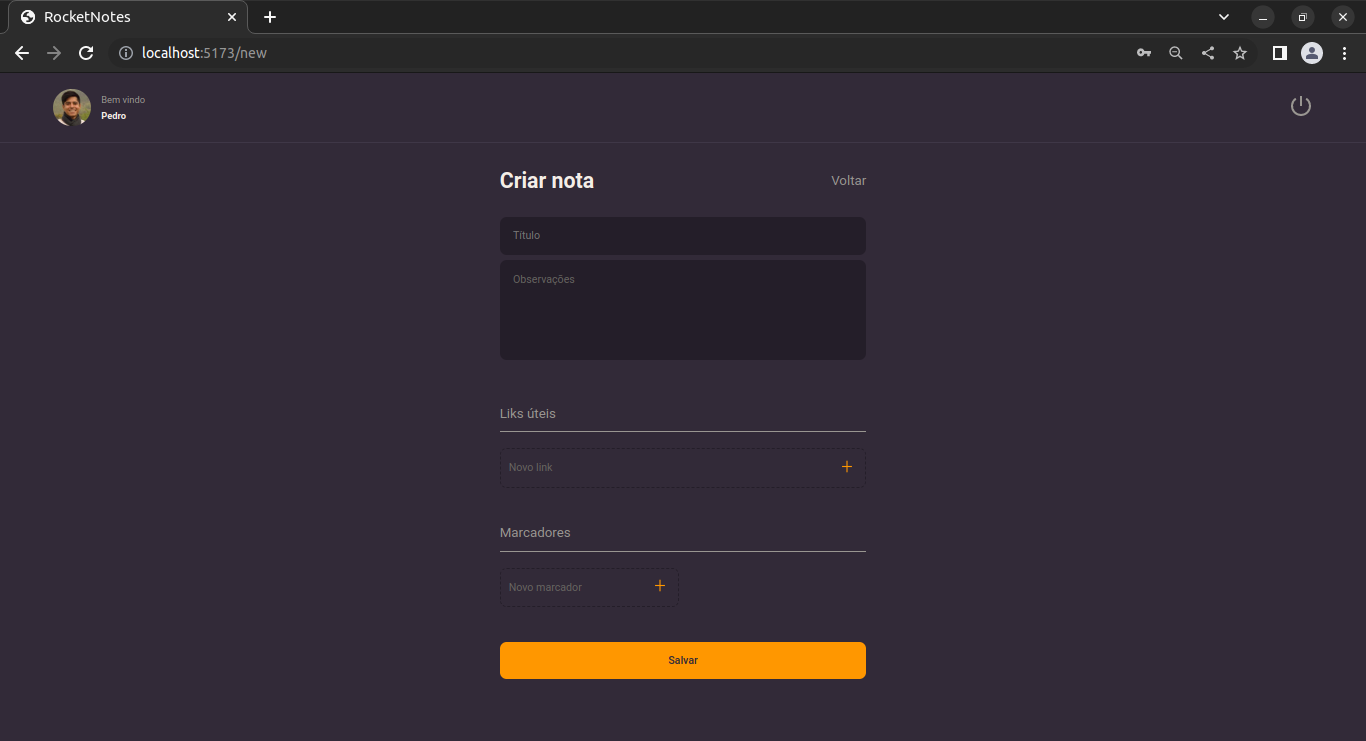 RocketNotes
localhost:5173/new
Bem vindo
Pedro
Criar nota
Voltar
Título
Observações
Liks úteis
Novo link
Marcadores
Novo marcador
Salvar